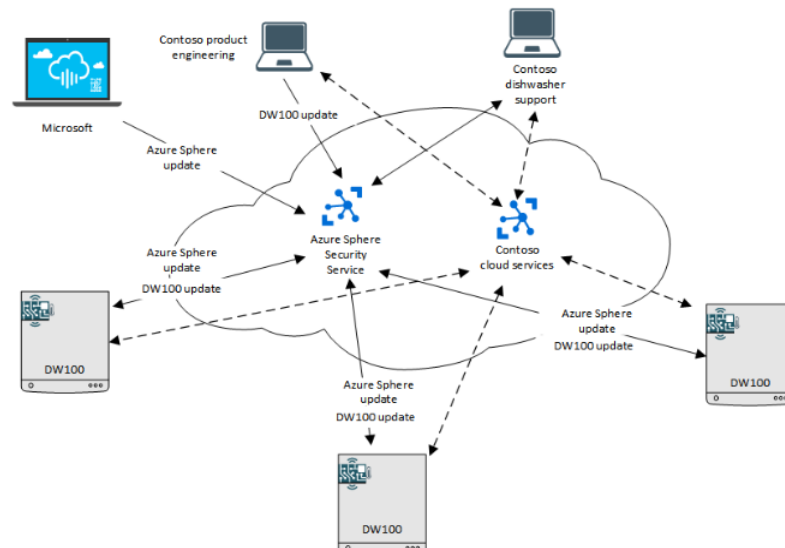 Contoso product
engineering
Contoso
dishwasher
support
Microsoft
DW100 update
Azure Sphere
update
Azure Sphere
Security
Service
Contoso
cloud services
Azure Sphere
update
DW100 update
Azure Sphere
update
DW100 update
Azure Sphere
update
DW100 update
DW100
DW100
DW100